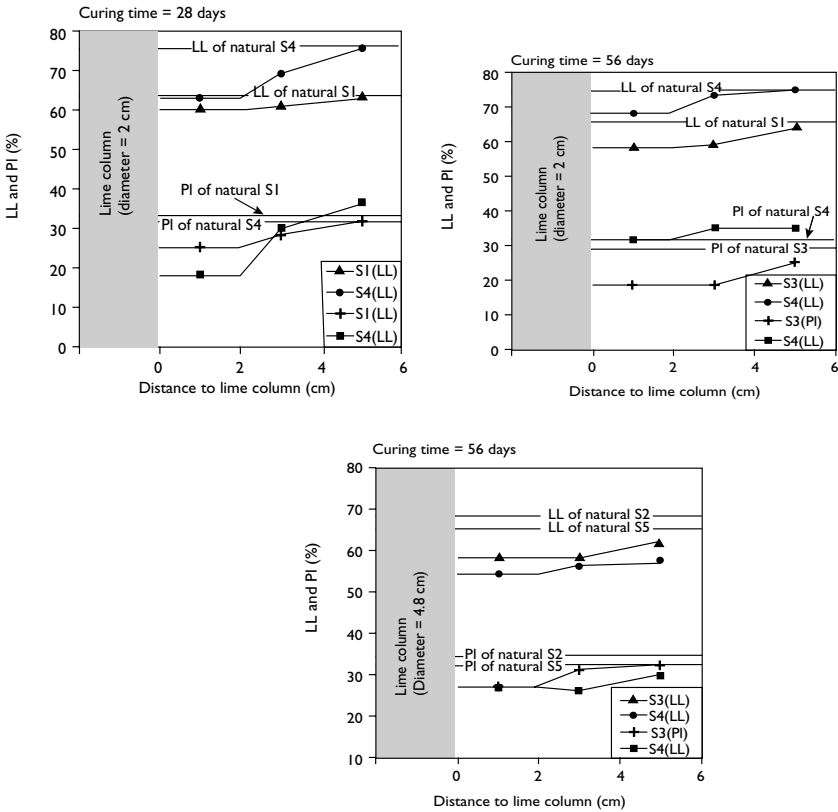 Curing time = 28 days
80
70
60
50
40
30
20
10
0
LL and PI (%)
Lime column
(diameter = 2 cm)
LL of natural S4
LL of natural S1
PI of natural S1
PI of natural S4
S1(LL)
S4(LL)
S1(LL)
S4(LL)
0 2 4 6
Distance to lime column (cm)
Curing time = 56 days
80
70
60
50
40
30
20
10
0
LL and PI (%)
Lime column
(diameter = 2 cm)
LL of natural S4
LL of natural S1
PI of natural S4
PI of natural S3
S3(LL)
S4(LL)
S3(PI)
S4(LL)
0 2 4 6
Distance to lime column (cm)
Curing time = 56 days
80
70
60
50
40
30
20
10
LL and PI (%)
Lime column
(Diameter = 4.8 cm)
LL of natural S2
LL of natural S5
PI of natural S2
PI of natural S5
S3(LL)
S4(LL)
S3(PI)
S4(LL)
0 2 4 6
Distance to lime column (cm)